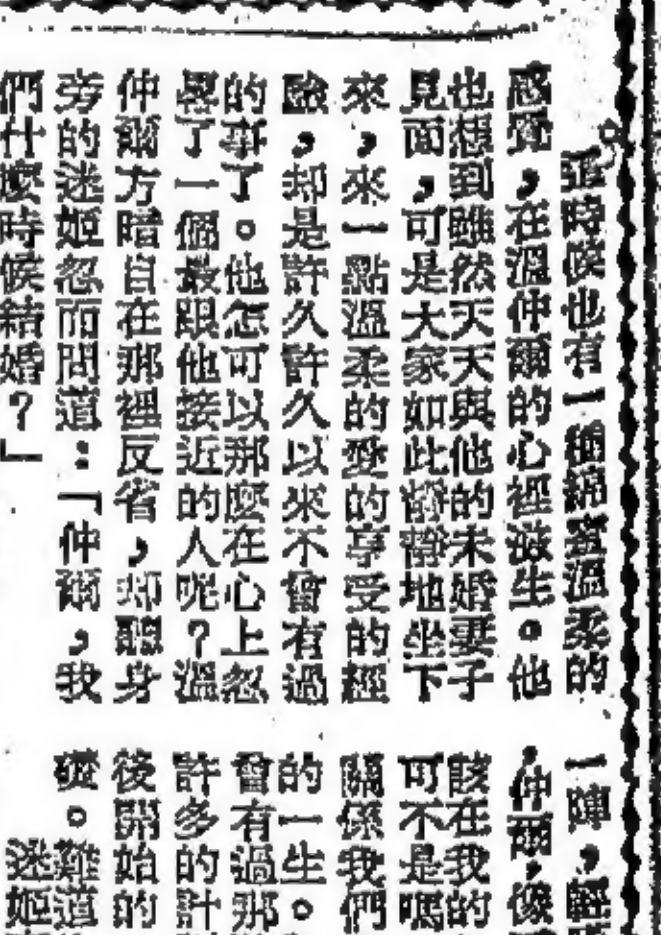 這時候也有一種綿密溫柔的
感覺,在溫仲爾的心裡滋生。他
也想到雖然天天與他的未婚妻子
見面,可是大家如此靜靜地坐下
來,來一點溫柔的愛的享受的經
驗,却是許久許久以來不曾有過
的事了。他怎可以那麼在心上忽
畧了一個最跟他接近的人呢?溫
仲爾方暗自在那裡反省,却聽身
旁的迷姬忽而問道:「仲爾,我
們什麼時候結婚?」
一陣,輕
,仲爾,像
該在我的
可不是嗎
關係我們
的一生。
曾有過那
許多的計
後開始的
礙。難道
迷姬